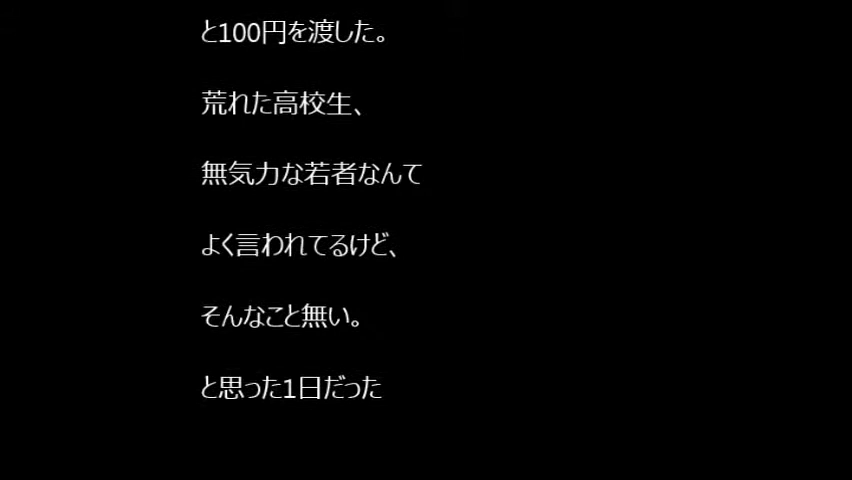 と100円を渡した。
荒れた高校生、
無気力な若者なんて
よく言われてるけど、
そんなこと無い。
と思った1日だった